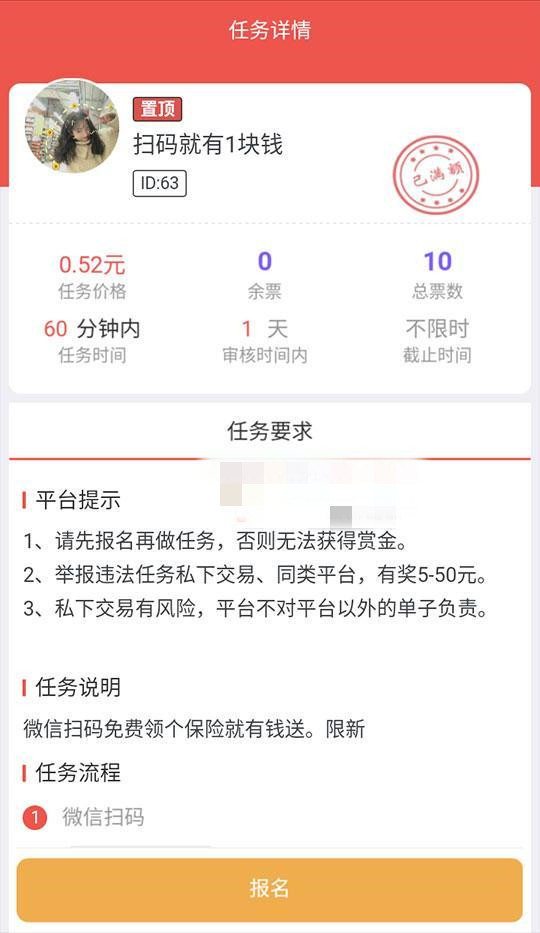 任务详情
置顶
扫码就有1块钱
ID:63
已满额
0.52元
0
10
任务价格
余票
总票数
60 分钟内
1 天
不限时
任务时间
审核时间内
截止时间
任务要求
平台提示
1、请先报名再做任务，否则无法获得赏金。
2、举报违法任务私下交易、同类平台，有奖5-50元。
3、私下交易有风险，平台不对平台以外的单子负责。
任务说明
微信扫码免费领个保险就有钱送。限新
任务流程
1 微信扫码
报名